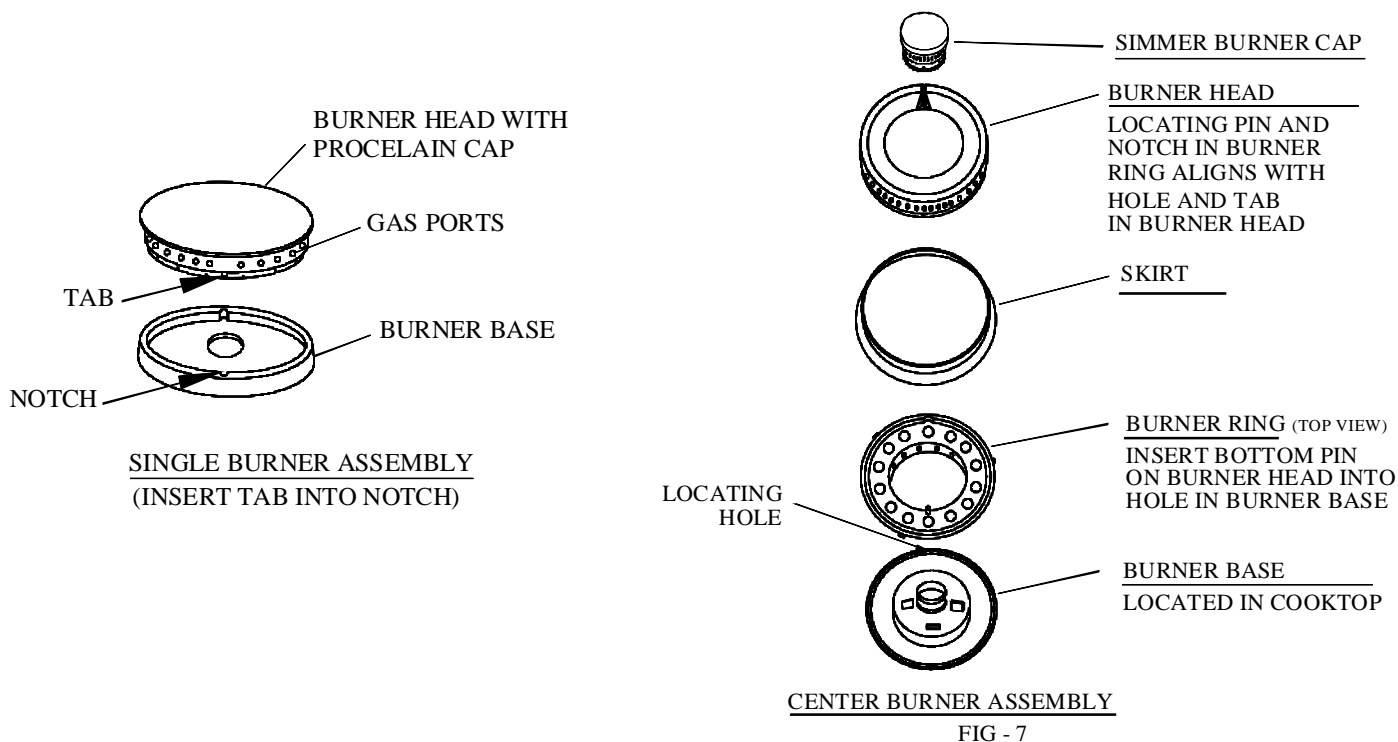 BURNER HEAD WITH
PROCELAIN CAP
GAS PORTS
TAB
BURNER BASE
NOTCH
SINGLE BURNER ASSEMBLY
(INSERT TAB INTO NOTCH)
SIMMER BURNER CAP
BURNER HEAD
LOCATING PIN AND
NOTCH IN BURNER
RING ALIGNS WITH
HOLE AND TAB
IN BURNER HEAD
SKIRT
BURNER RING (TOP VIEW)
INSERT BOTTOM PIN
ON BURNER HEAD INTO
HOLE IN BURNER BASE
LOCATING
HOLE
BURNER BASE
LOCATED IN COOKTOP
CENTER BURNER ASSEMBLY
FIG - 7